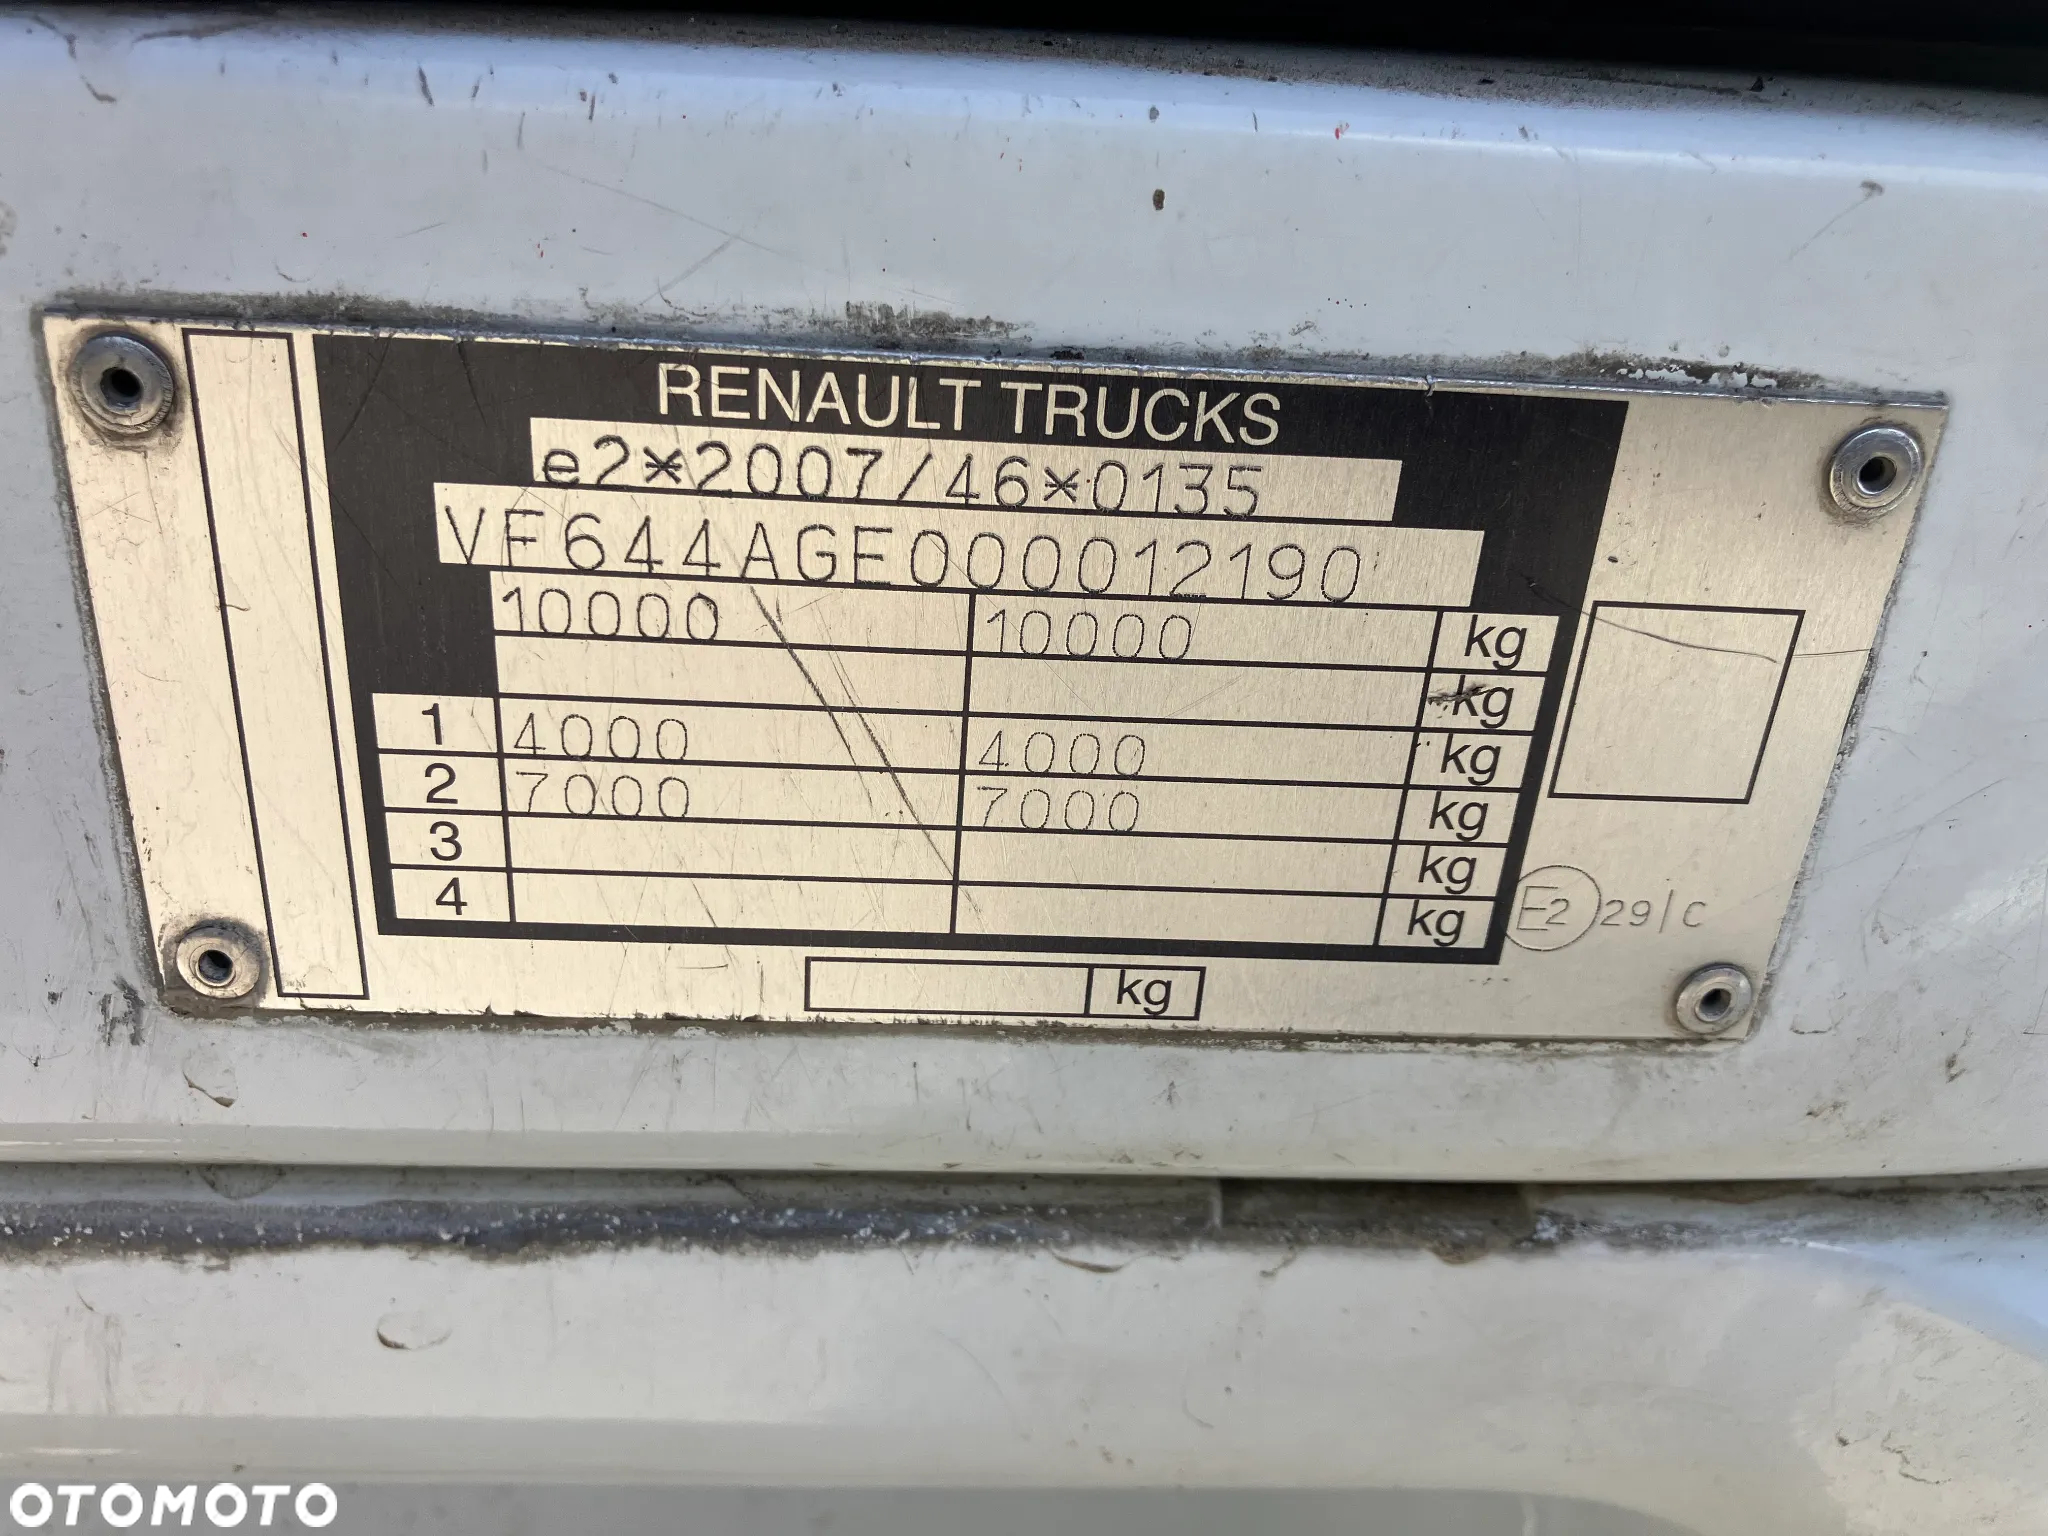 RENAULT TRUCKS
e2*2007/46*0135
VF644AGE000012190
10000 10000 kg
kg
1 4000 4000 kg
2 7000 7000 kg
3 kg
4 kg
E2 29/C
kg
OTOMOTO